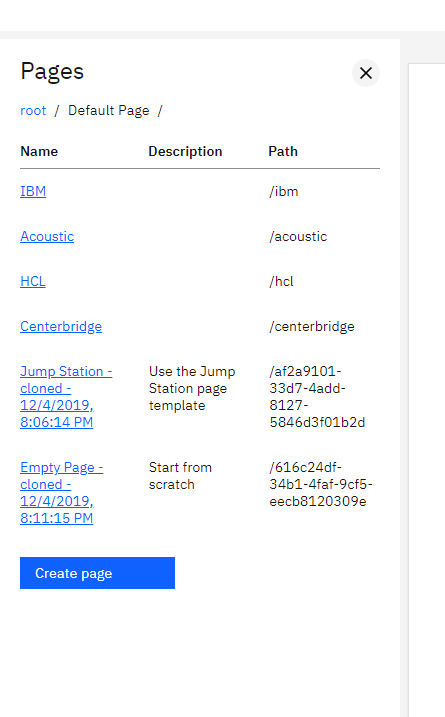 Pages
root / Default Page /
Name Description Path
IBM /ibm
Acoustic /acoustic
HCL /hcl
Centerbridge /centerbridge
Jump Station - Use the Jump /af2a9101-
cloned - Station page 33d7-4add-
12/4/2019, template 8127-
8:06:14 PM 5846d3f01b2d
Empty Page - Start from /616c24df-
cloned - scratch 34b1-4faf-9cf5-
12/4/2019, eecb8120309e
8:11:15 PM
Create page